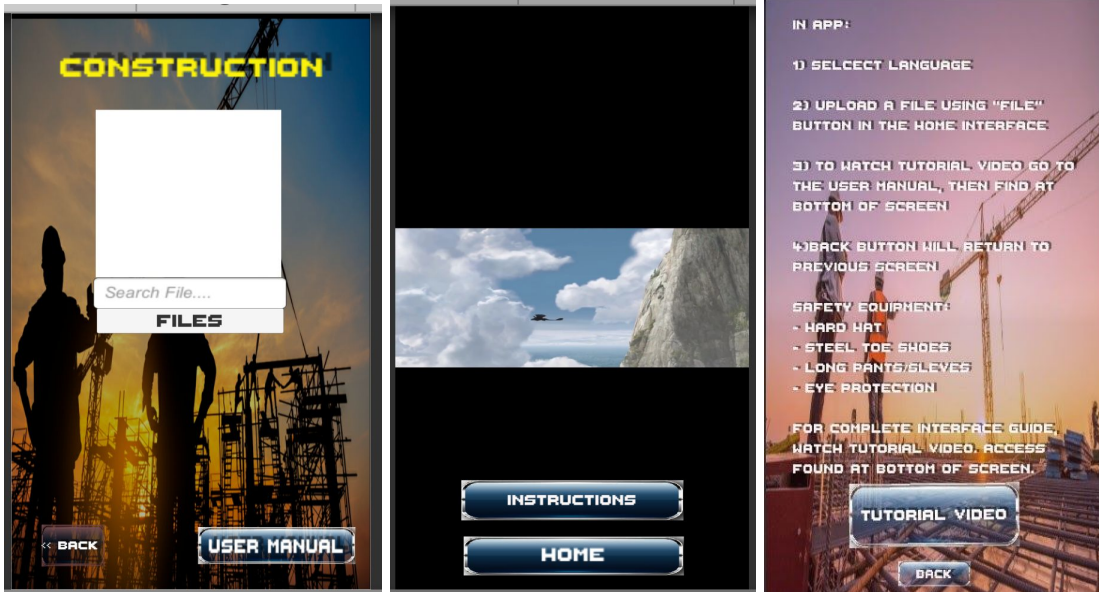 CONSTRUCTION
Search File....
FILES
<< BACK
USER MANUAL
INSTRUCTIONS
HOME
IN APP:
1) SELCECT LANGUAGE
2) UPLOAD A FILE USING "FILE"
BUTTON IN THE HOME INTERFACE
3) TO WATCH TUTORIAL VIDEO GO TO
THE USER MANUAL, THEN FIND AT
BOTTOM OF SCREEN
4)BACK BUTTON WILL RETURN TO
PREVIOUS SCREEN
SAFETY EQUIPMENT:
- HARD HAT
- STEEL TOE SHOES
- LONG PANTS/SLEVES
- EYE PROTECTION
FOR COMPLETE INTERFACE GUIDE,
WATCH TUTORIAL VIDEO. ACCESS
FOUND AT BOTTOM OF SCREEN.
TUTORIAL VIDEO
BACK